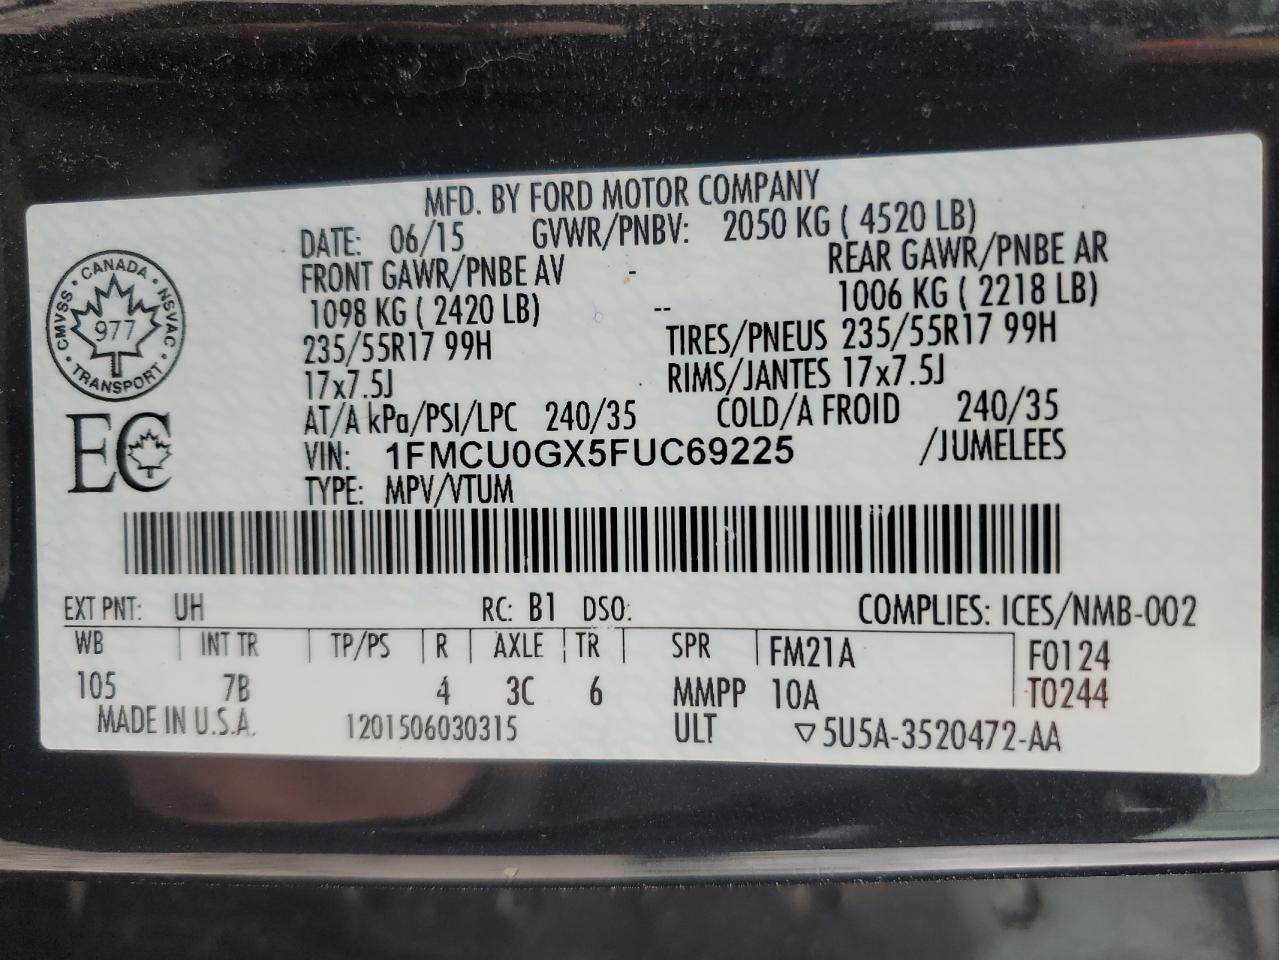 MFD. BY FORD MOTOR COMPANY
DATE: 06/15 GVWR/PNBV: 2050 KG ( 4520 LB)
FRONT GAWR/PNBE AV - REAR GAWR/PNBE AR
1098 KG ( 2420 LB) -- 1006 KG ( 2218 LB)
235/55R17 99H TIRES/PNEUS 235/55R17 99H
17x7.5J RIMS/JANTES 17x7.5J
AT/A kPa/PSI/LPC 240/35 COLD/A FROID 240/35
VIN: 1FMCU0GX5FUC69225 /JUMELEES
TYPE: MPV/VTUM
CANADA
CMVSS
NSVAC
977
TRANSPORT
EC
EXT PNT: UH RC: B1 DSO: COMPLIES: ICES/NMB-002
WB | INT TR | TP/PS | R | AXLE | TR | SPR | FM21A | F0124
105 7B 4 3C 6 MMPP 10A T0244
MADE IN U.S.A. 1201506030315 ULT ▽5U5A-3520472-AA